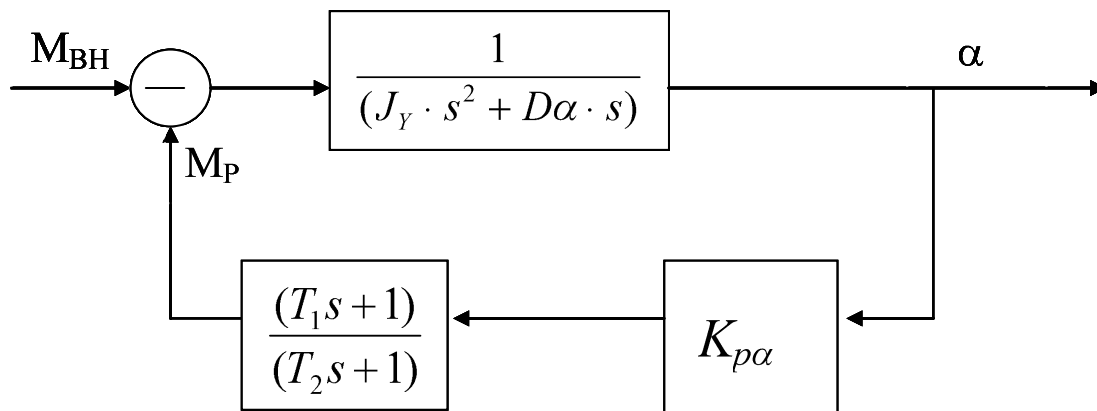 M_BH
−
1
(J_Y · s² + Dα · s)
α
M_P
(T₁s + 1)
(T₂s + 1)
K_pα